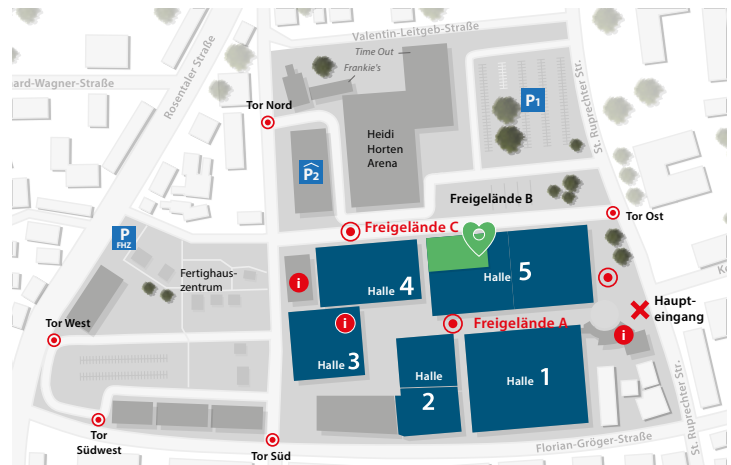 Valentin-Leitgeb-Straße
Time Out
Frankie's
ard-Wagner-Straße
Rosentaler Straße
St. Ruprechter Str.
Tor Nord
P1
Heidi
Horten
Arena
P2
Freigelände B
Tor Ost
Freigelände C
P
FHZ
Fertighaus-
zentrum
i
Halle 4
Halle 5
Haupt-
eingang
i
Tor West
i
Freigelände A
Halle 3
Halle
2
Halle 1
St. Ruprechter Str.
Tor
Südwest
Tor Süd
Florian-Gröger-Straße